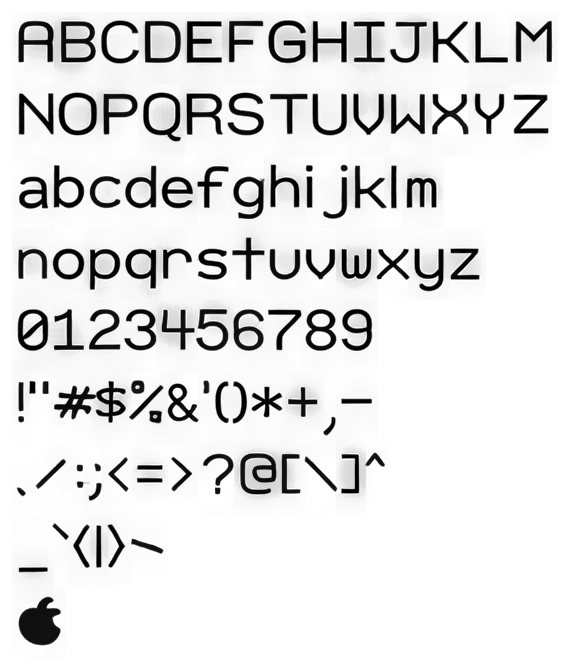 ABCDEFGHIJKLM
NOPQRSTUVWXYZ
abcdefghijklm
nopqrstuvwxyz
0123456789
!"#$%&'()*+,-
./:;<=>?@[\]^
_`⟨|⟩~